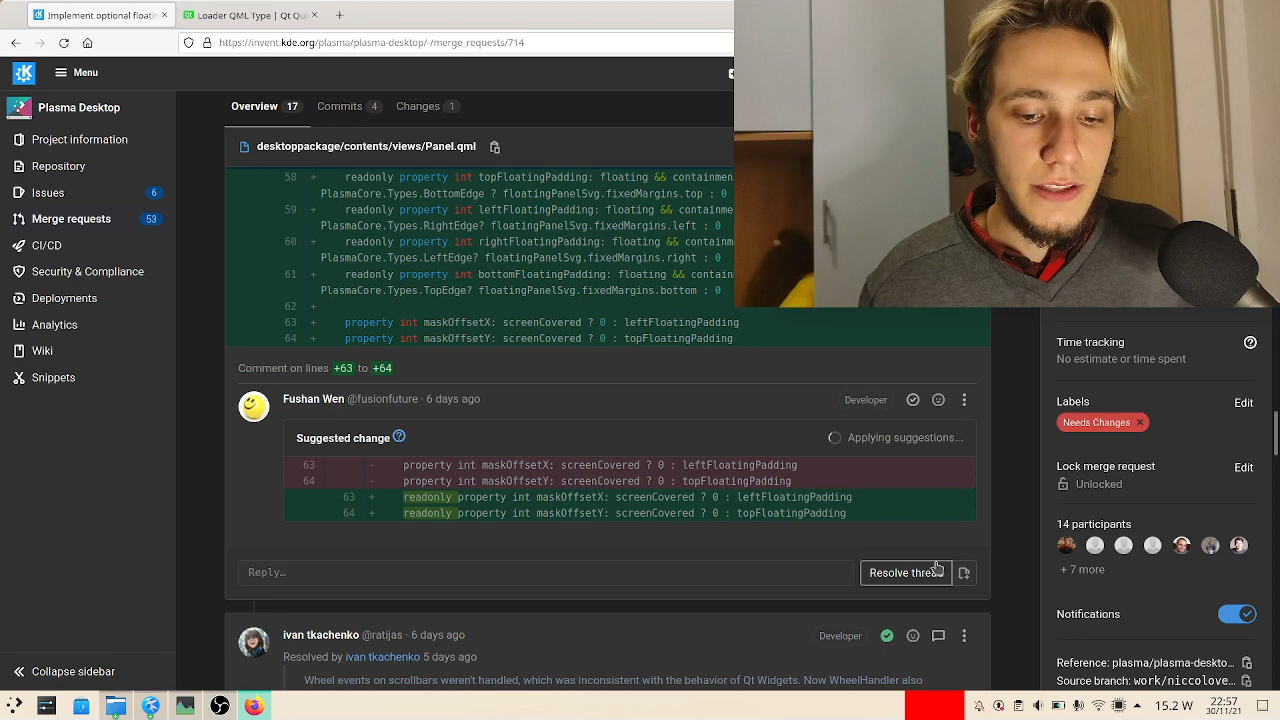 Implement optional floatin
Loader QML Type | Qt Qui
https://invent.kde.org/plasma/plasma-desktop/-/merge_requests/714
Menu
Plasma Desktop
Project information
Repository
Issues 6
Merge requests 53
CI/CD
Security & Compliance
Deployments
Analytics
Wiki
Snippets
Collapse sidebar
Overview 17 Commits 4 Changes 1
desktoppackage/contents/views/Panel.qml
58 + readonly property int topFloatingPadding: floating && containmen
PlasmaCore.Types.BottomEdge ? floatingPanelSvg.fixedMargins.top : 0
59 + readonly property int leftFloatingPadding: floating && containme
PlasmaCore.Types.RightEdge? floatingPanelSvg.fixedMargins.left : 0
60 + readonly property int rightFloatingPadding: floating && containm
PlasmaCore.Types.LeftEdge? floatingPanelSvg.fixedMargins.right : 0
61 + readonly property int bottomFloatingPadding: floating && contain
PlasmaCore.Types.TopEdge ? floatingPanelSvg.fixedMargins.bottom : 0
62 +
63 + property int maskOffsetX: screenCovered ? 0 : leftFloatingPadding
64 + property int maskOffsetY: screenCovered ? 0 : topFloatingPadding
Comment on lines +63 to +64
Fushan Wen @fusionfuture · 6 days ago Developer
Suggested change Applying suggestions...
63 - property int maskOffsetX: screenCovered ? 0 : leftFloatingPadding
64 - property int maskOffsetY: screenCovered ? 0 : topFloatingPadding
63 + readonly property int maskOffsetX: screenCovered ? 0 : leftFloatingPadding
64 + readonly property int maskOffsetY: screenCovered ? 0 : topFloatingPadding
Reply… Resolve thread
ivan tkachenko @ratijas · 6 days ago Developer
Resolved by ivan tkachenko 5 days ago
Wheel events on scrollbars weren't handled, which was inconsistent with the behavior of Qt Widgets. Now WheelHandler also
Time tracking
No estimate or time spent
Labels Edit
Needs Changes
Lock merge request Edit
Unlocked
14 participants
+ 7 more
Notifications
Reference: plasma/plasma-deskto...
Source branch: work/niccolove...
15.2 W
22:57
30/11/21